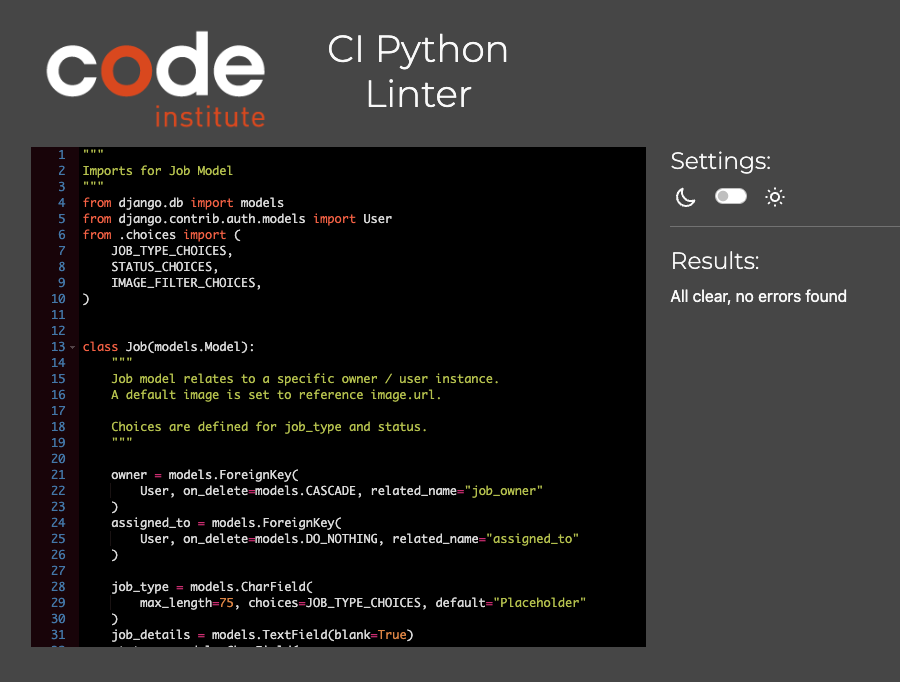 code
institute
CI Python
Linter
1 """
2 Imports for Job Model
3 """
4 from django.db import models
5 from django.contrib.auth.models import User
6 from .choices import (
7     JOB_TYPE_CHOICES,
8     STATUS_CHOICES,
9     IMAGE_FILTER_CHOICES,
10 )
11
12
13 class Job(models.Model):
14     """
15     Job model relates to a specific owner / user instance.
16     A default image is set to reference image.url.
17
18     Choices are defined for job_type and status.
19     """
20
21     owner = models.ForeignKey(
22         User, on_delete=models.CASCADE, related_name="job_owner"
23     )
24     assigned_to = models.ForeignKey(
25         User, on_delete=models.DO_NOTHING, related_name="assigned_to"
26     )
27
28     job_type = models.CharField(
29         max_length=75, choices=JOB_TYPE_CHOICES, default="Placeholder"
30     )
31     job_details = models.TextField(blank=True)
Settings:
Results:
All clear, no errors found